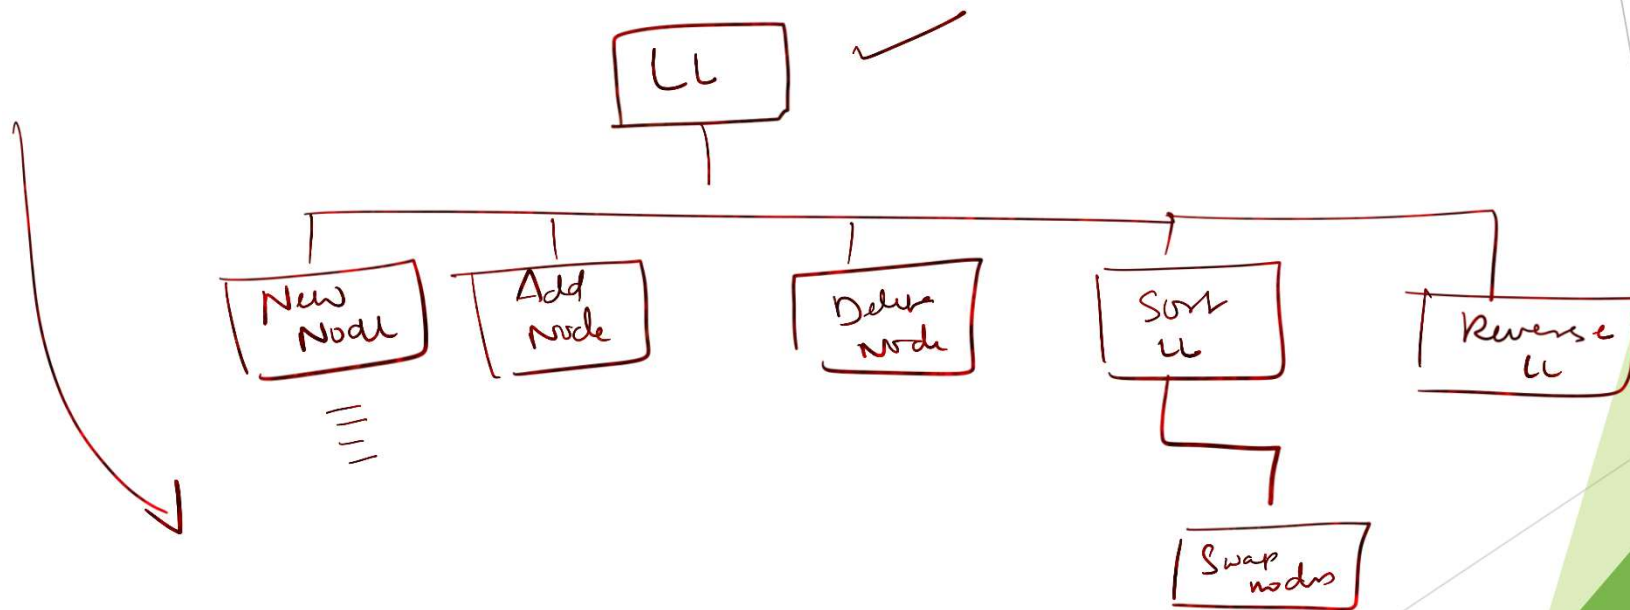 LL
New
Node
Add
Node
Delete
Node
Sort
LL
Reverse
LL
Swap
nodes